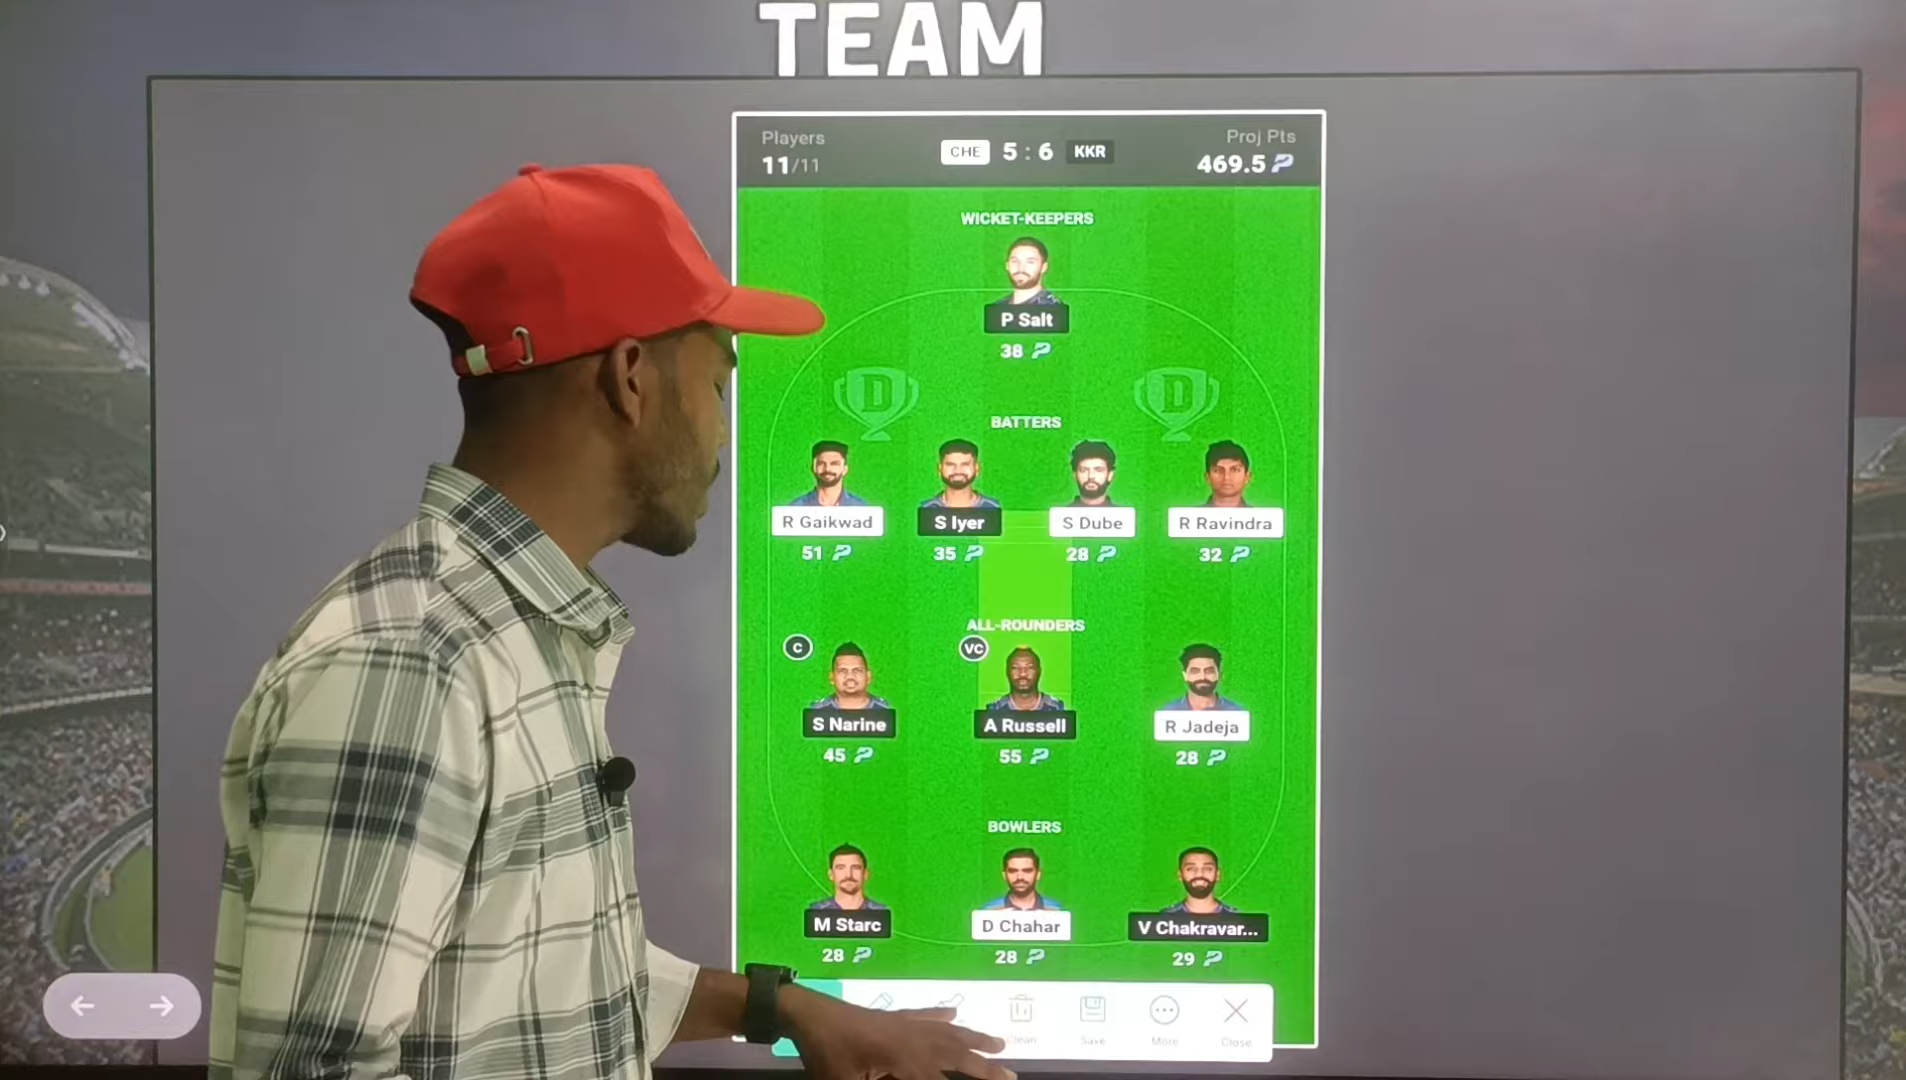 TEAM
Players
11/11
CHE 5 : 6 KKR
Proj Pts
469.5
WICKET-KEEPERS
P Salt
38
D D
BATTERS
R Gaikwad S Iyer S Dube R Ravindra
51 35 28 32
ALL-ROUNDERS
C VC
S Narine A Russell R Jadeja
45 55 28
BOWLERS
M Starc D Chahar V Chakravar...
28 28 29
Clean Save More Close